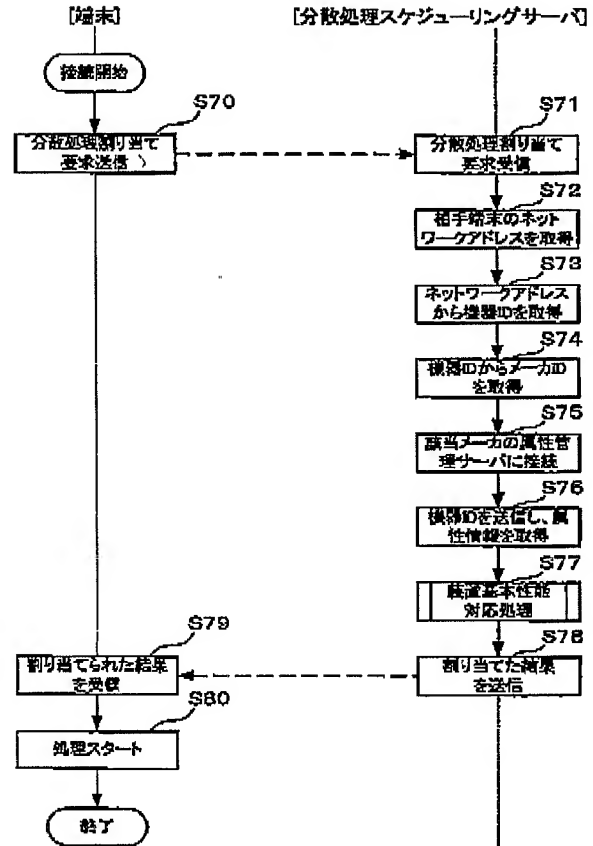 [端末]
[分散処理スケジューリングサーバ]
接続開始
S70
分散処理割り当て
要求送信 )
S71
分散処理割り当て
要求受信
S72
相手端末のネット
ワークアドレスを取得
S73
ネットワークアドレス
から機器IDを取得
S74
機器IDからメーカID
を取得
S75
該当メーカの属性管
理サーバに接続
S76
機器IDを送信し、属
性情報を取得
S77
装置基本性能
対応処理
S78
割り当てた結果
を送信
S79
割り当てられた結果
を受信
S80
処理スタート
終了